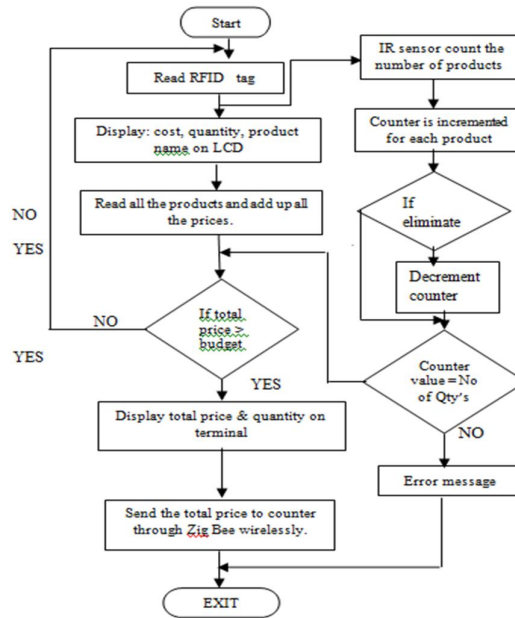 Start
Read RFID tag
Display: cost, quantity, product
name on LCD
Read all the products and add up all
the prices.
NO
YES
NO
YES
If total
price >
budget
YES
Display total price & quantity on
terminal
Send the total price to counter
through Zig Bee wirelessly.
EXIT
IR sensor count the
number of products
Counter is incremented
for each product
If
eliminate
Decrement
counter
Counter
value = No
of Qty's
NO
Error message